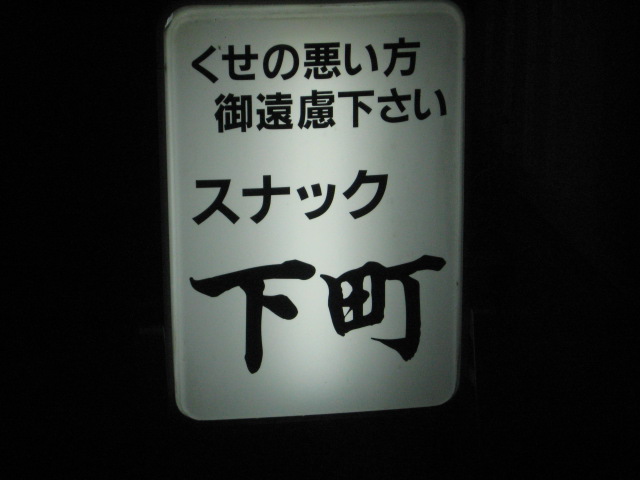 くせの悪い方
御遠慮下さい
スナック
下町